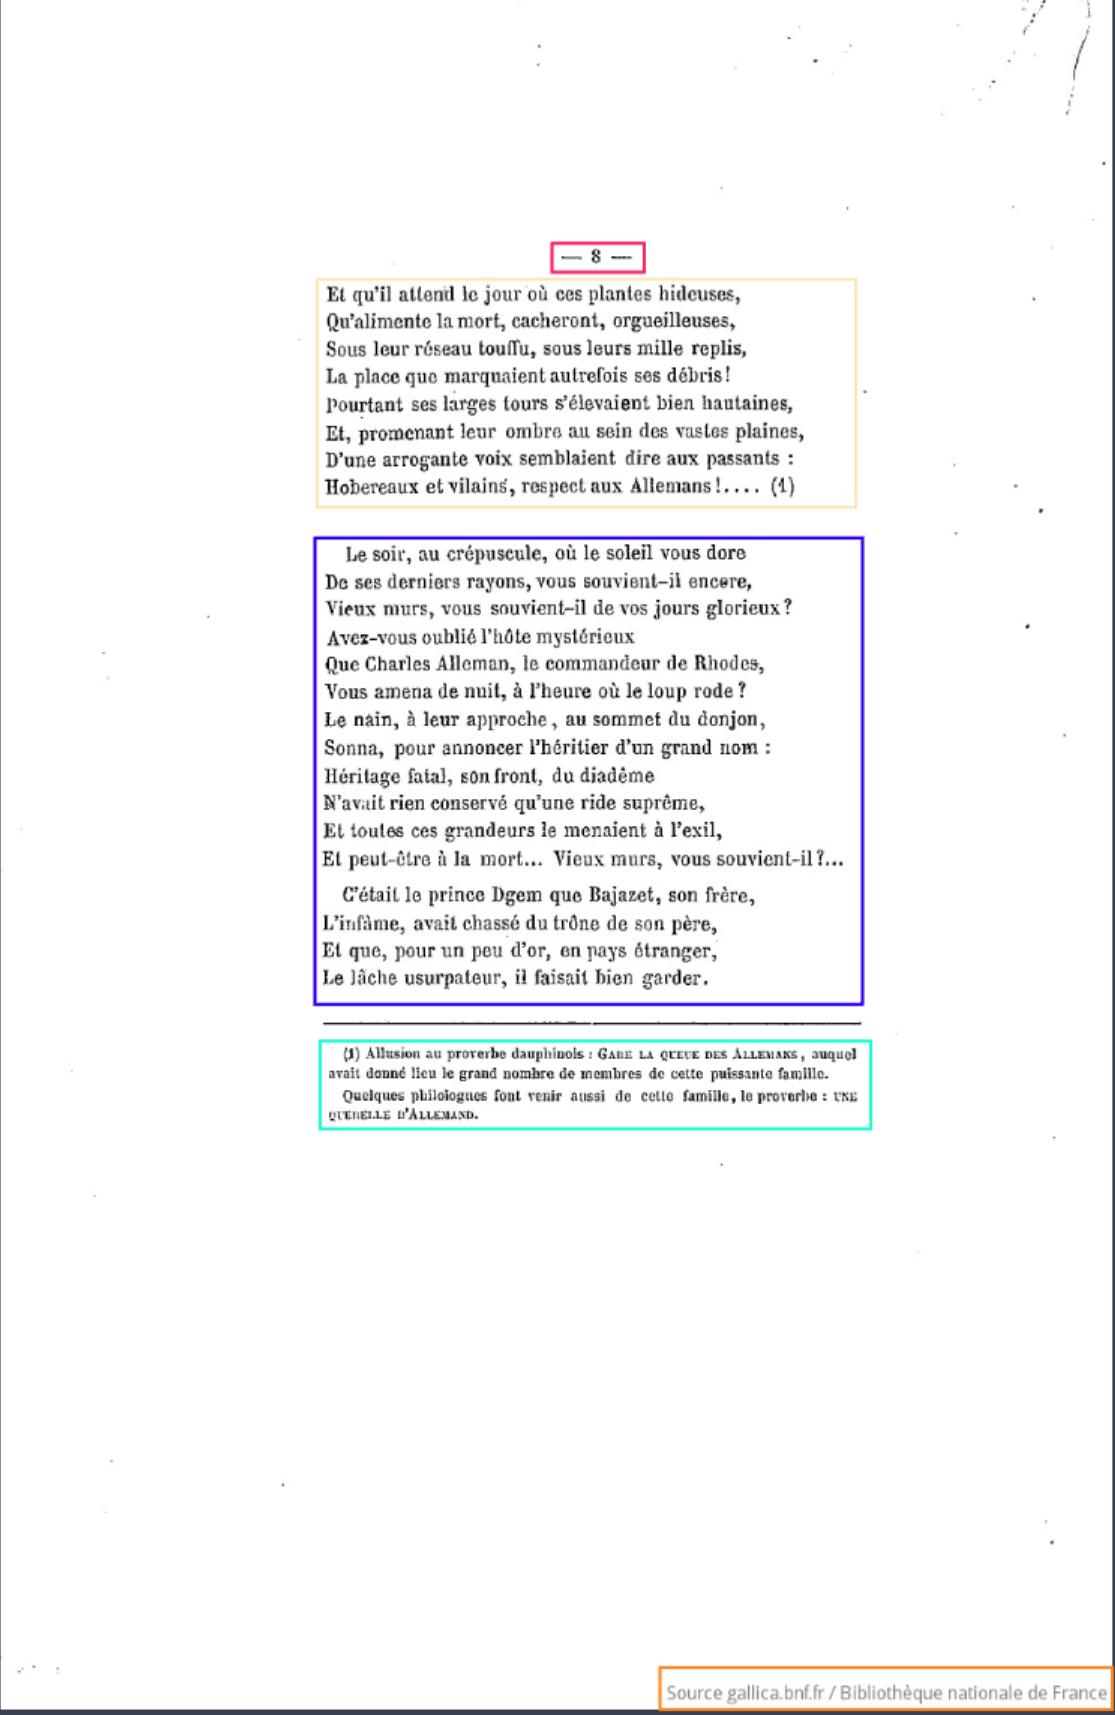 — 8 —
Et qu'il attend le jour où ces plantes hideuses,
Qu'alimente la mort, cacheront, orgueilleuses,
Sous leur réseau touffu, sous leurs mille replis,
La place que marquaient autrefois ses débris!
Pourtant ses larges tours s'élevaient bien hautaines,
Et, promenant leur ombre au sein des vastes plaines,
D'une arrogante voix semblaient dire aux passants :
Hobereaux et vilains, respect aux Allemans!.... (1)
Le soir, au crépuscule, où le soleil vous dore
De ses derniers rayons, vous souvient-il encore,
Vieux murs, vous souvient-il de vos jours glorieux?
Avez-vous oublié l'hôte mystérieux
Que Charles Alleman, le commandeur de Rhodes,
Vous amena de nuit, à l'heure où le loup rode?
Le nain, à leur approche, au sommet du donjon,
Sonna, pour annoncer l'héritier d'un grand nom :
Héritage fatal, son front, du diadême
N'avait rien conservé qu'une ride suprême,
Et toutes ces grandeurs le menaient à l'exil,
Et peut-être à la mort... Vieux murs, vous souvient-il?...
C'était le prince Dgem que Bajazet, son frère,
L'infâme, avait chassé du trône de son père,
Et que, pour un peu d'or, en pays étranger,
Le lâche usurpateur, il faisait bien garder.
(1) Allusion au proverbe dauphinois : GARE LA QUEUE DES ALLEMANS, auquel
avait donné lieu le grand nombre de membres de cette puissante famille.
Quelques philologues font venir aussi de cette famille, le proverbe : UNE
QUERELLE D'ALLEMAND.
Source gallica.bnf.fr / Bibliothèque nationale de France